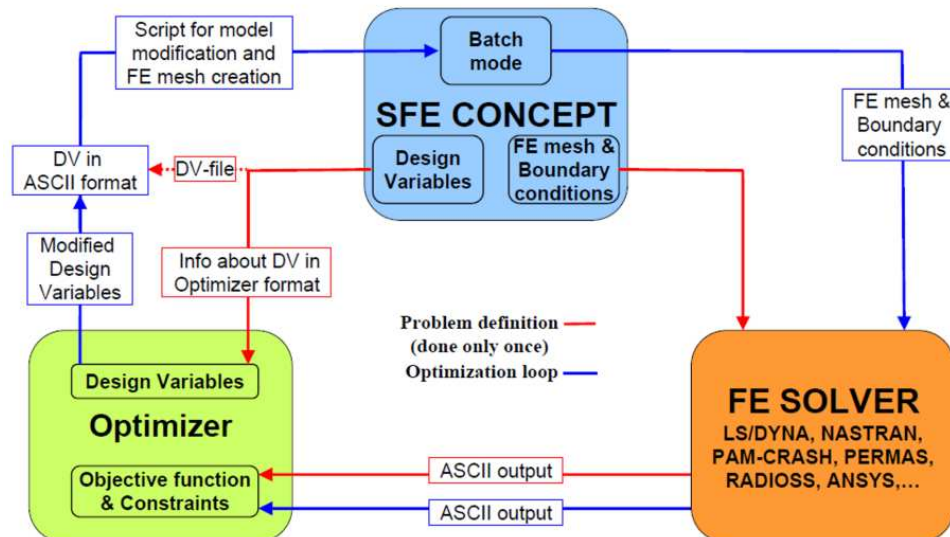 Script for model
modification and
FE mesh creation
Batch
mode
SFE CONCEPT
Design
Variables
FE mesh &
Boundary
conditions
FE mesh &
Boundary
conditions
DV in
ASCII format
DV-file
Modified
Design
Variables
Info about DV in
Optimizer format
Problem definition
(done only once)
Optimization loop
Design Variables
Optimizer
Objective function
& Constraints
ASCII output
ASCII output
FE SOLVER
LS/DYNA, NASTRAN,
PAM-CRASH, PERMAS,
RADIOSS, ANSYS,...